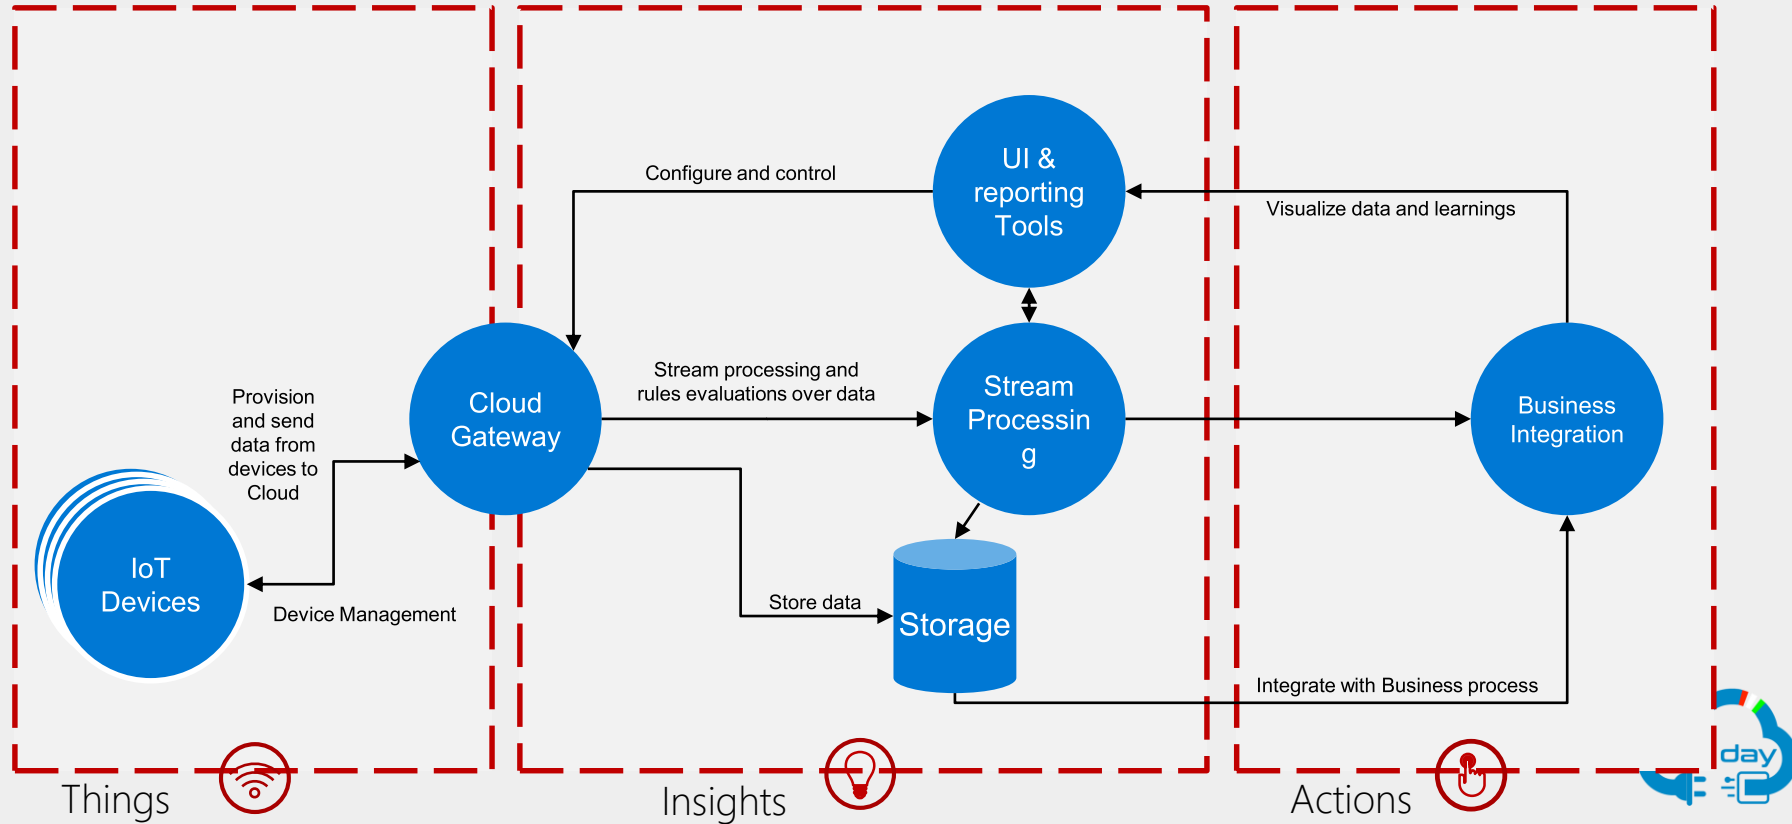 UI &
reporting
Tools
Configure and control
Visualize data and learnings
Stream processing and
rules evaluations over data
Provision
and send
data from
devices to
Cloud
Cloud
Gateway
Stream
Processin
g
Business
Integration
IoT
Devices
Device Management
Store data
Storage
Integrate with Business process
day
Things
Insights
Actions